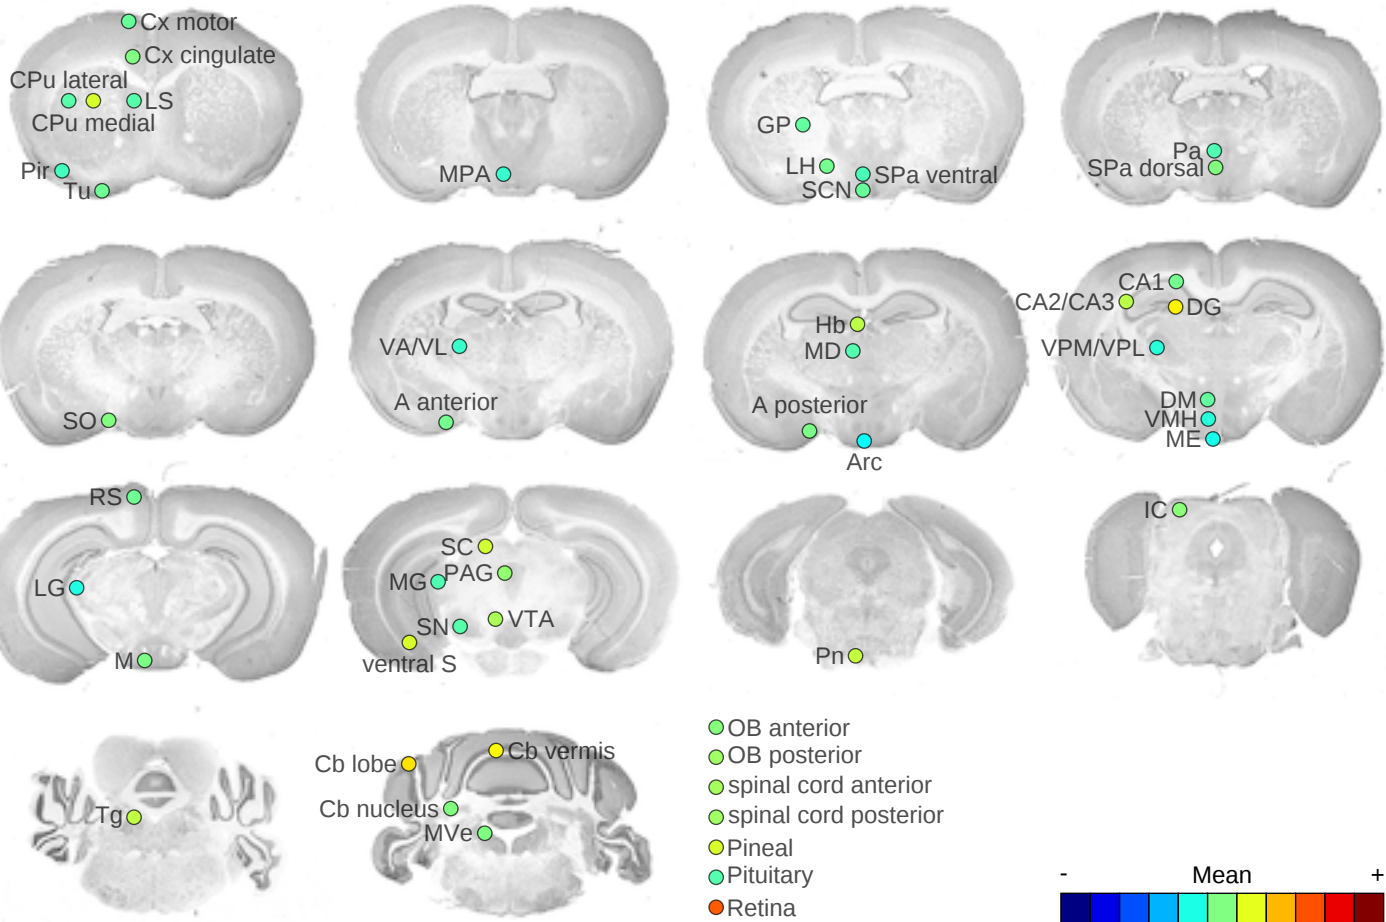 Cx motor
Cx cingulate
CPu lateral
LS
CPu medial
Pir
Tu
MPA
GP
LH
SPa ventral
SCN
Pa
SPa dorsal
SO
VA/VL
A anterior
Hb
MD
A posterior
Arc
CA1
CA2/CA3
DG
VPM/VPL
DM
VMH
ME
RS
LG
M
SC
PAG
MG
VTA
SN
ventral S
Pn
IC
Tg
Cb lobe
Cb vermis
Cb nucleus
MVe
OB anterior
OB posterior
spinal cord anterior
spinal cord posterior
Pineal
Pituitary
Retina
- Mean +